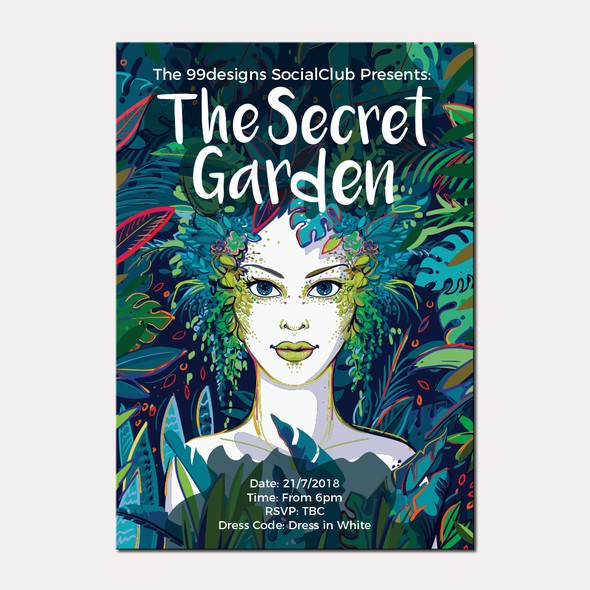 The 99designs SocialClub Presents:
The Secret
Garden
Date: 21/7/2018
Time: From 6pm
RSVP: TBC
Dress Code: Dress in White